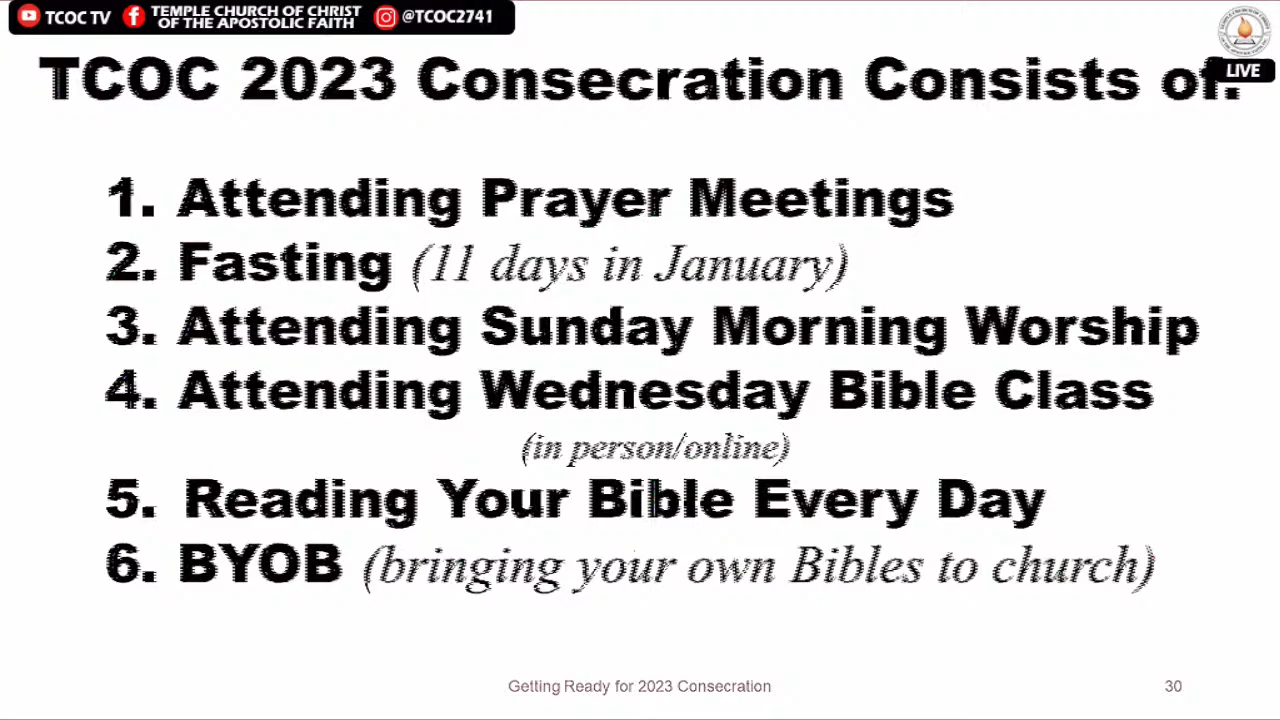 TCOC TV TEMPLE CHURCH OF CHRIST @TCOC2741
OF THE APOSTOLIC FAITH
LIVE
TCOC 2023 Consecration Consists of:
1. Attending Prayer Meetings
2. Fasting (11 days in January)
3. Attending Sunday Morning Worship
4. Attending Wednesday Bible Class
(in person/online)
5. Reading Your Bible Every Day
6. BYOB (bringing your own Bibles to church)
Getting Ready for 2023 Consecration 30